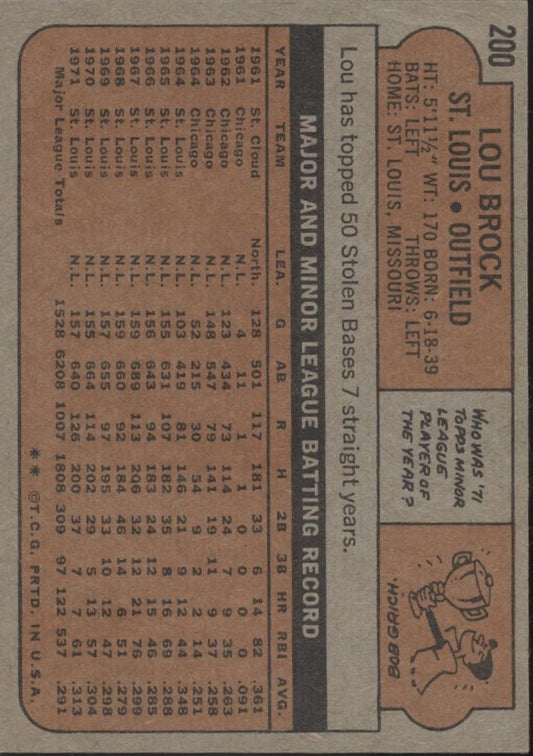 200
LOU BROCK
ST. LOUIS • OUTFIELD
HT: 5'11½" WT: 170 BORN: 6-18-39
BATS: LEFT THROWS: LEFT
HOME: ST. LOUIS, MISSOURI
WHO WAS '71
TOPPS MINOR
LEAGUE
PLAYER OF
THE YEAR?
BOB GRICH.
Lou has topped 50 Stolen Bases 7 straight years.
MAJOR AND MINOR LEAGUE BATTING RECORD
YEAR TEAM LEA. G AB R H 2B 3B HR RBI AVG.
1961 St. Cloud North 128 501 117 181 33 6 14 82 .361
1961 Chicago N.L. 4 11 1 1 0 0 0 0 .091
1962 Chicago N.L. 123 434 73 114 24 7 9 35 .263
1963 Chicago N.L. 148 547 79 141 19 11 9 37 .258
1964 Chicago N.L. 52 215 30 54 9 2 2 14 .251
1964 St. Louis N.L. 103 419 81 146 21 9 12 44 .348
1965 St. Louis N.L. 155 631 107 182 35 8 16 69 .288
1966 St. Louis N.L. 156 643 94 183 24 12 15 46 .285
1967 St. Louis N.L. 159 689 113 206 32 12 21 76 .299
1968 St. Louis N.L. 159 660 92 184 46 14 6 51 .279
1969 St. Louis N.L. 157 655 97 195 33 10 12 47 .298
1970 St. Louis N.L. 155 664 114 202 29 5 13 57 .304
1971 St. Louis N.L. 157 640 126 200 37 7 7 61 .313
Major League Totals 1528 6208 1007 1808 309 97 122 537 .291
** ©T.C.G. PRTD. IN U.S.A.